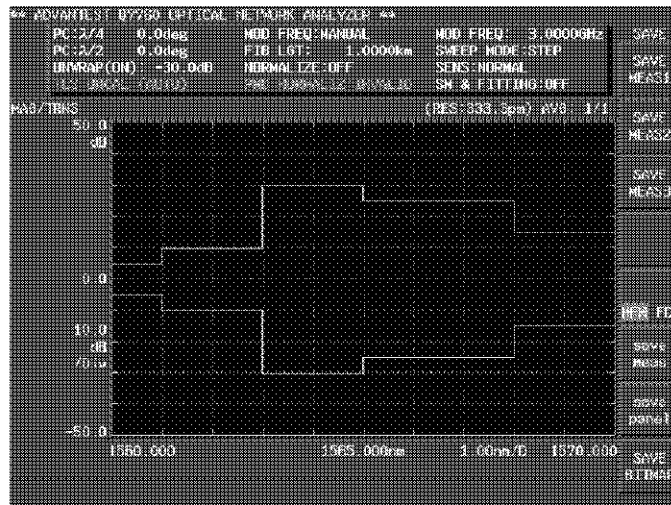 ** ADVANTEST Q7760 OPTICAL NETWORK ANALYZER **
PC:λ/4 0.0deg MOD FREQ:MANUAL MOD FREQ: 3.0000GHz
PC:λ/2 0.0deg FIB LGT: 1.0000km SWEEP MODE:STEP
UNWRAP(ON) -30.0dB NORMALIZE:OFF SENS:NORMAL
SM & FITTING:OFF
MAG/TRNS (RES:333.3pm) AVG 1/1
50.0
dB
0.0
10.0
dB
/div
-50.0
1560.000 1565.000nm 1.00nm/D 1570.000
SAVE
SAVE
MEAS1
SAVE
MEAS2
SAVE
MEAS3
save
meas
save
panel
SAVE
BITMAP